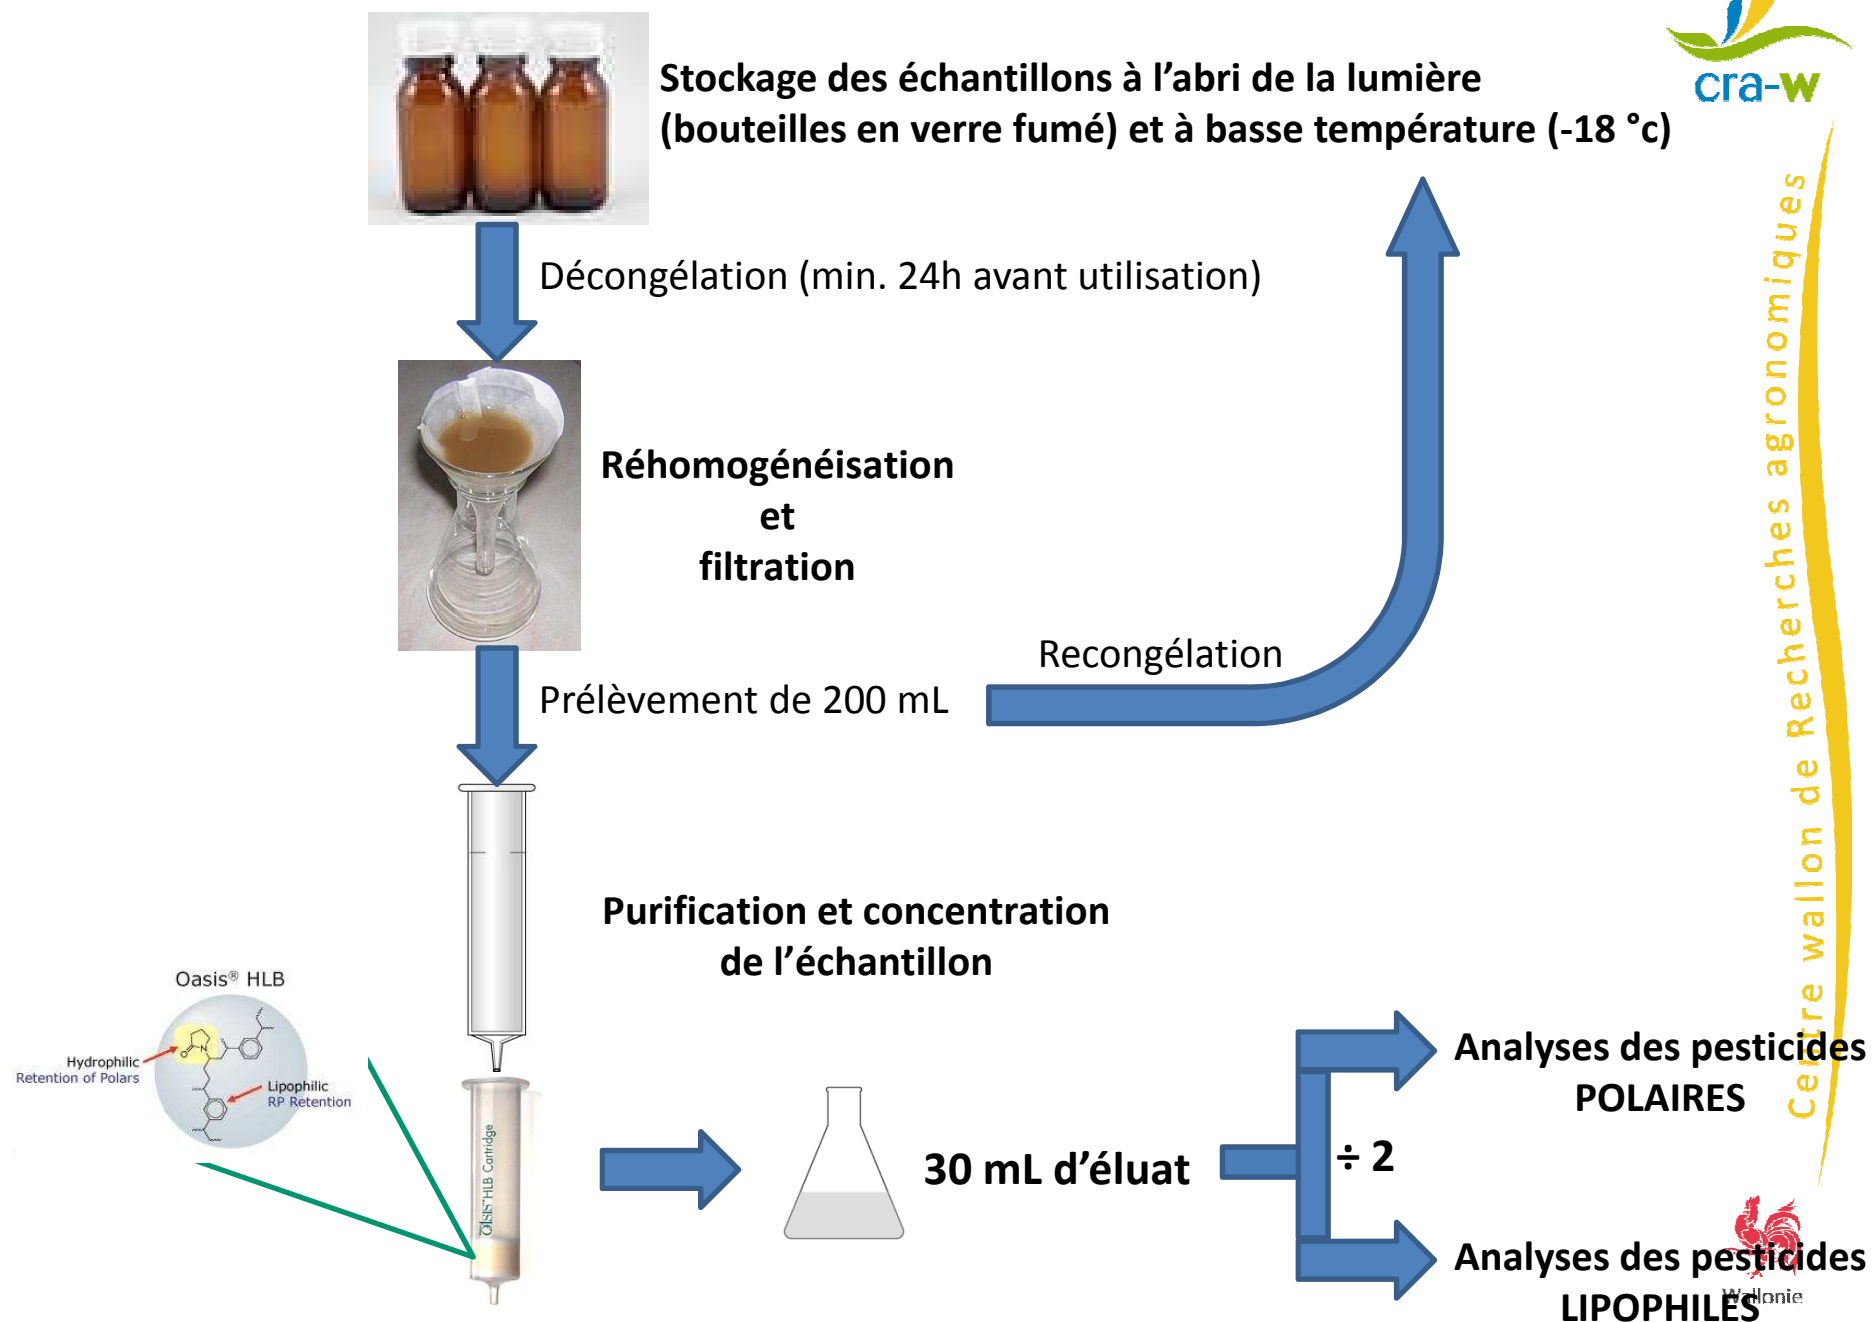 Stockage des échantillons à l’abri de la lumière
(bouteilles en verre fumé) et à basse température (-18 °c)
cra-w
Décongélation (min. 24h avant utilisation)
Réhomogénéisation
et
filtration
Recongélation
Prélèvement de 200 mL
Purification et concentration
de l’échantillon
Oasis® HLB
Hydrophilic
Retention of Polars
Lipophilic
RP Retention
N
O
Oasis™ HLB Cartridge
30 mL d’éluat
÷ 2
Analyses des pesticides
POLAIRES
Analyses des pesticides
LIPOPHILES
Centre wallon de Recherches agronomiques
Wallonie